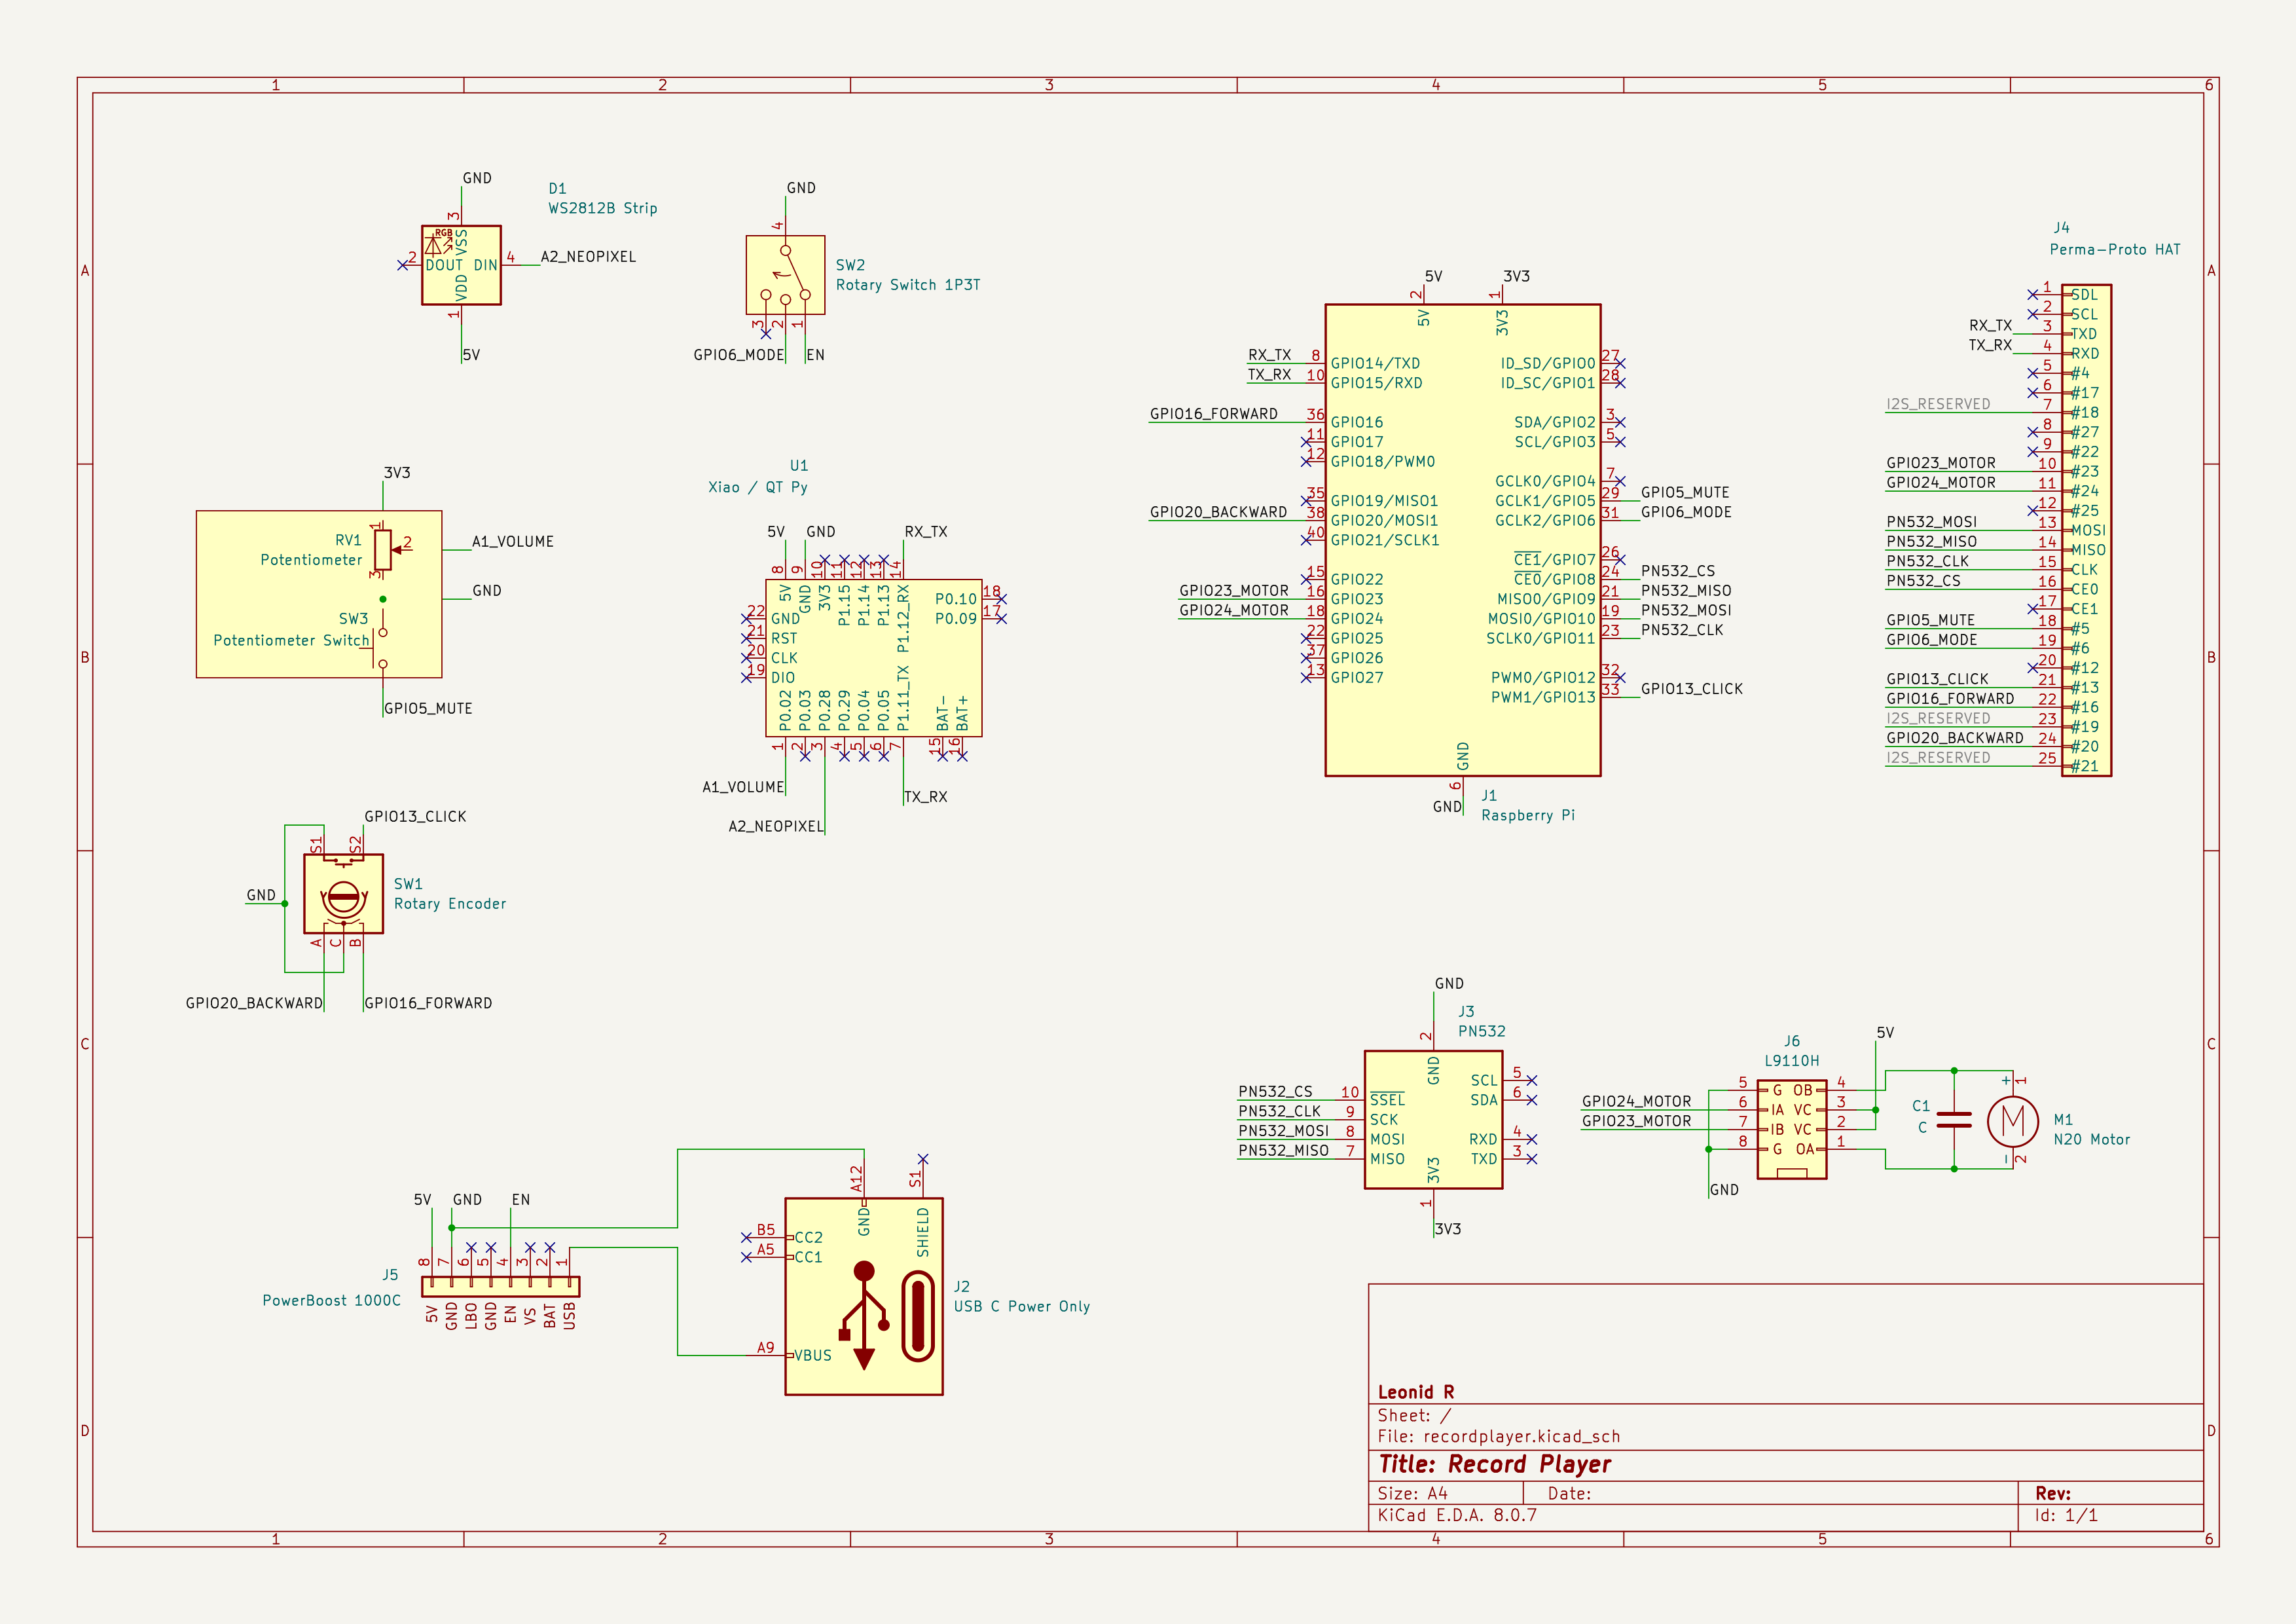 1 2 3 4 5 6
A
B
C
D
GND
D1
WS2812B Strip
3
RGB
VSS
2
DOUT
DIN
4
A2_NEOPIXEL
VDD
1
5V
GND
4
SW2
Rotary Switch 1P3T
3
2
1
GPIO6_MODE
EN
3V3
RV1
Potentiometer
1
2
3
A1_VOLUME
GND
SW3
Potentiometer Switch
GPIO5_MUTE
U1
Xiao / QT Py
5V
GND
RX_TX
8
9
10
11
12
13
14
5V
GND
3V3
P1.15
P1.14
P1.13
P1.12_RX
18 P0.10
17 P0.09
22 GND
21 RST
20 CLK
19 DIO
P0.02
P0.03
P0.28
P0.29
P0.04
P0.05
P1.11_TX
BAT-
BAT+
1
2
3
4
5
6
7
15
16
A1_VOLUME
TX_RX
A2_NEOPIXEL
GPIO13_CLICK
S1
S2
GND
SW1
Rotary Encoder
A
C
B
GPIO20_BACKWARD
GPIO16_FORWARD
5V
3V3
2
1
5V
3V3
RX_TX 8 GPIO14/TXD
TX_RX 10 GPIO15/RXD
GPIO16_FORWARD 36 GPIO16
11 GPIO17
12 GPIO18/PWM0
35 GPIO19/MISO1
GPIO20_BACKWARD 38 GPIO20/MOSI1
40 GPIO21/SCLK1
15 GPIO22
GPIO23_MOTOR 16 GPIO23
GPIO24_MOTOR 18 GPIO24
22 GPIO25
37 GPIO26
13 GPIO27
ID_SD/GPIO0 27
ID_SC/GPIO1 28
SDA/GPIO2 3
SCL/GPIO3 5
GCLK0/GPIO4 7
GCLK1/GPIO5 29 GPIO5_MUTE
GCLK2/GPIO6 31 GPIO6_MODE
CE1/GPIO7 26
CE0/GPIO8 24 PN532_CS
MISO0/GPIO9 21 PN532_MISO
MOSI0/GPIO10 19 PN532_MOSI
SCLK0/GPIO11 23 PN532_CLK
PWM0/GPIO12 32
PWM1/GPIO13 33 GPIO13_CLICK
GND
6
GND
J1
Raspberry Pi
J4
Perma-Proto HAT
1 SDL
2 SCL
RX_TX 3 TXD
TX_RX 4 RXD
5 #4
6 #17
I2S_RESERVED 7 #18
8 #27
9 #22
GPIO23_MOTOR 10 #23
GPIO24_MOTOR 11 #24
12 #25
PN532_MOSI 13 MOSI
PN532_MISO 14 MISO
PN532_CLK 15 CLK
PN532_CS 16 CE0
17 CE1
GPIO5_MUTE 18 #5
GPIO6_MODE 19 #6
20 #12
GPIO13_CLICK 21 #13
GPIO16_FORWARD 22 #16
I2S_RESERVED 23 #19
GPIO20_BACKWARD 24 #20
I2S_RESERVED 25 #21
GND
J3
PN532
2
GND
PN532_CS 10 SSEL
PN532_CLK 9 SCK
PN532_MOSI 8 MOSI
PN532_MISO 7 MISO
SCL 5
SDA 6
RXD 4
TXD 3
3V3
1
3V3
5V
J6
L9110H
5 G OB 4
GPIO24_MOTOR 6 IA VC 3
GPIO23_MOTOR 7 IB VC 2
8 G OA 1
GND
C1
C
+
1
M
-
2
M1
N20 Motor
5V
GND
EN
8
7
6
5
4
3
2
1
J5
PowerBoost 1000C
5V
GND
LBO
GND
EN
VS
BAT
USB
A12
S1
GND
SHIELD
B5 CC2
A5 CC1
A9 VBUS
J2
USB C Power Only
Leonid R
Sheet: /
File: recordplayer.kicad_sch
Title: Record Player
Size: A4
Date:
Rev:
KiCad E.D.A. 8.0.7
Id: 1/1
1 2 3 4 5 6
A
B
C
D